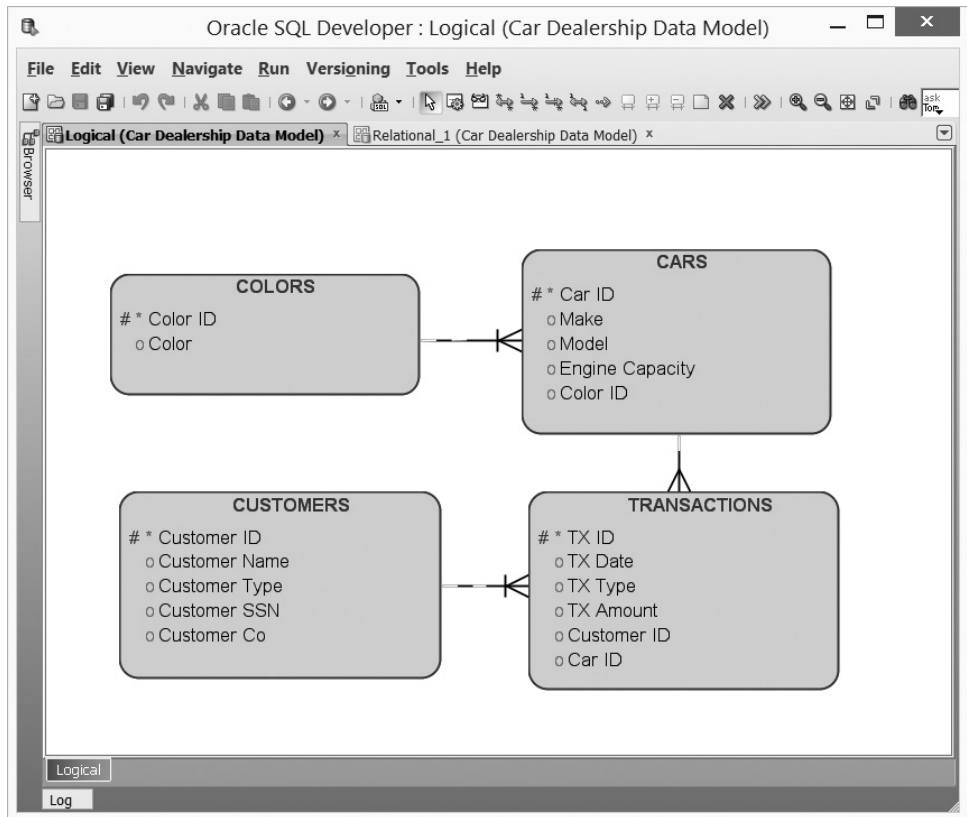 Oracle SQL Developer : Logical (Car Dealership Data Model)
File Edit View Navigate Run Versioning Tools Help
SQL
ask
Tom
Logical (Car Dealership Data Model) x
Relational_1 (Car Dealership Data Model) x
Browser
COLORS
# * Color ID
o Color
CARS
# * Car ID
o Make
o Model
o Engine Capacity
o Color ID
CUSTOMERS
# * Customer ID
o Customer Name
o Customer Type
o Customer SSN
o Customer Co
TRANSACTIONS
# * TX ID
o TX Date
o TX Type
o TX Amount
o Customer ID
o Car ID
Logical
Log